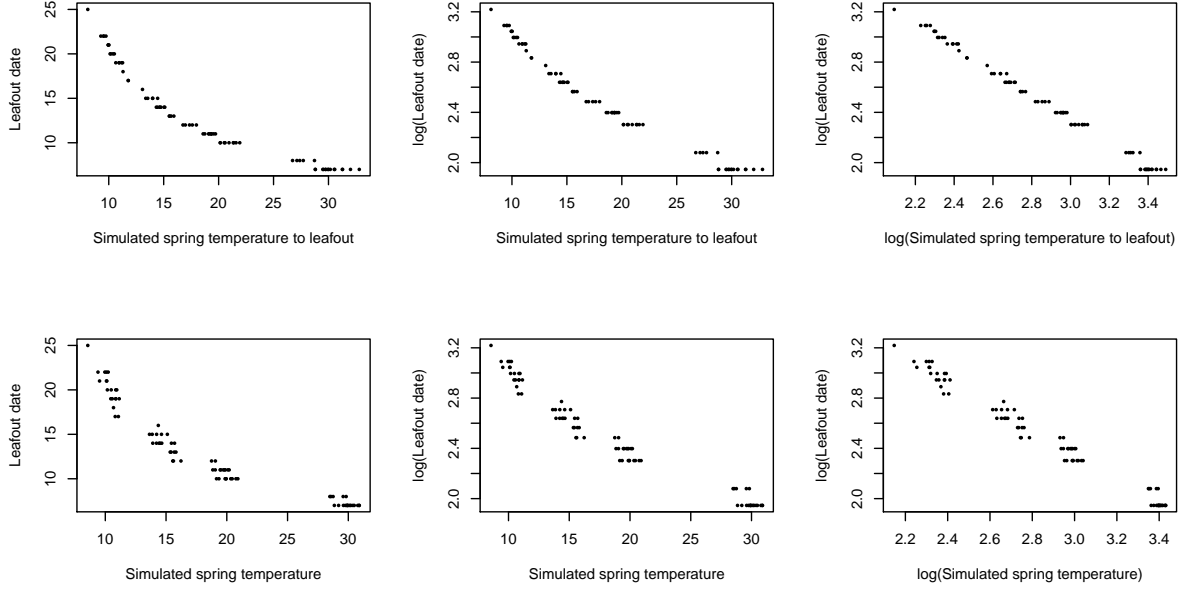 25
20
15
10
Leafout date
10 15 20 25 30
Simulated spring temperature to leafout
3.2
2.8
2.4
2.0
log(Leafout date)
10 15 20 25 30
Simulated spring temperature to leafout
3.2
2.8
2.4
2.0
log(Leafout date)
2.2 2.4 2.6 2.8 3.0 3.2 3.4
log(Simulated spring temperature to leafout)
25
20
15
10
Leafout date
10 15 20 25 30
Simulated spring temperature
3.2
2.8
2.4
2.0
log(Leafout date)
10 15 20 25 30
Simulated spring temperature
3.2
2.8
2.4
2.0
log(Leafout date)
2.2 2.4 2.6 2.8 3.0 3.2 3.4
log(Simulated spring temperature)